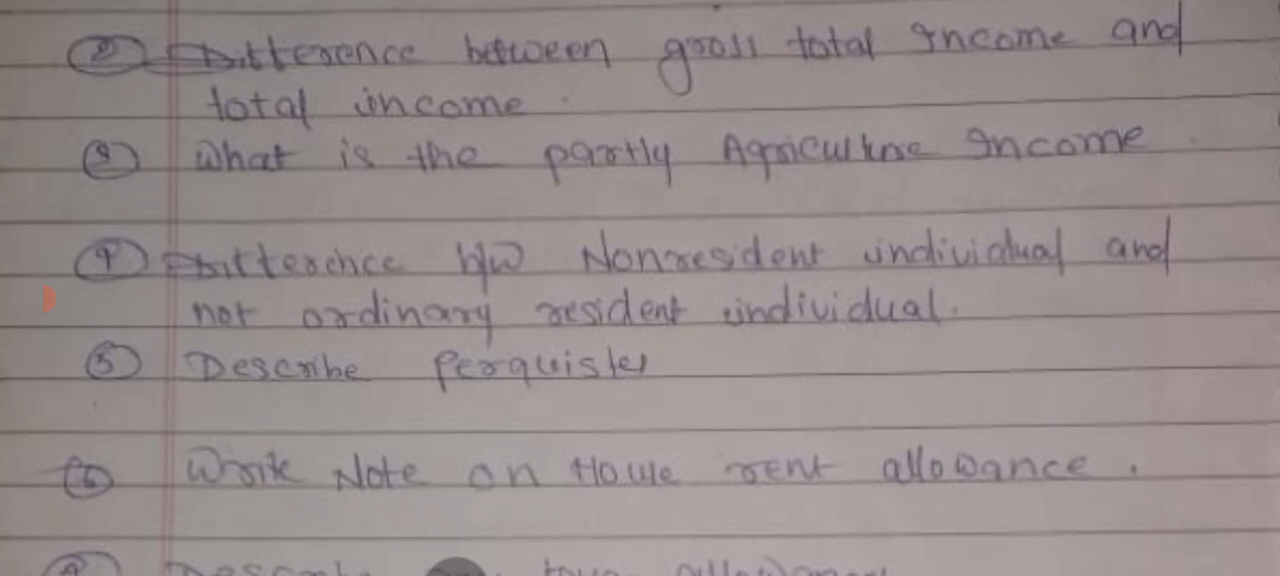 ② Difference between gross total Income and
total income.
③ What is the partly Agriculture Income.
④ Difference b/w Nonresident individual and
not ordinary resident individual.
⑤ Describe Perquisites
⑥ Write Note on House rent allowance.
allowances